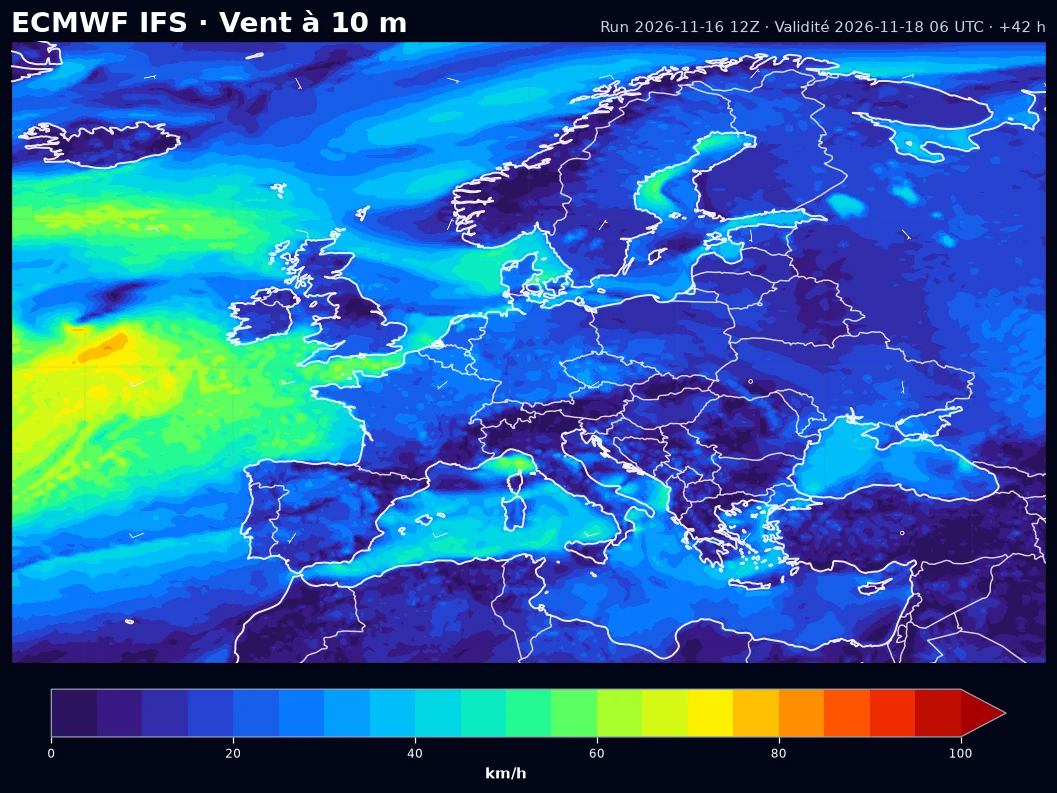 ECMWF IFS · Vent à 10 m
Run 2026-11-16 12Z · Validité 2026-11-18 06 UTC · +42 h
0 20 40 60 80 100
km/h